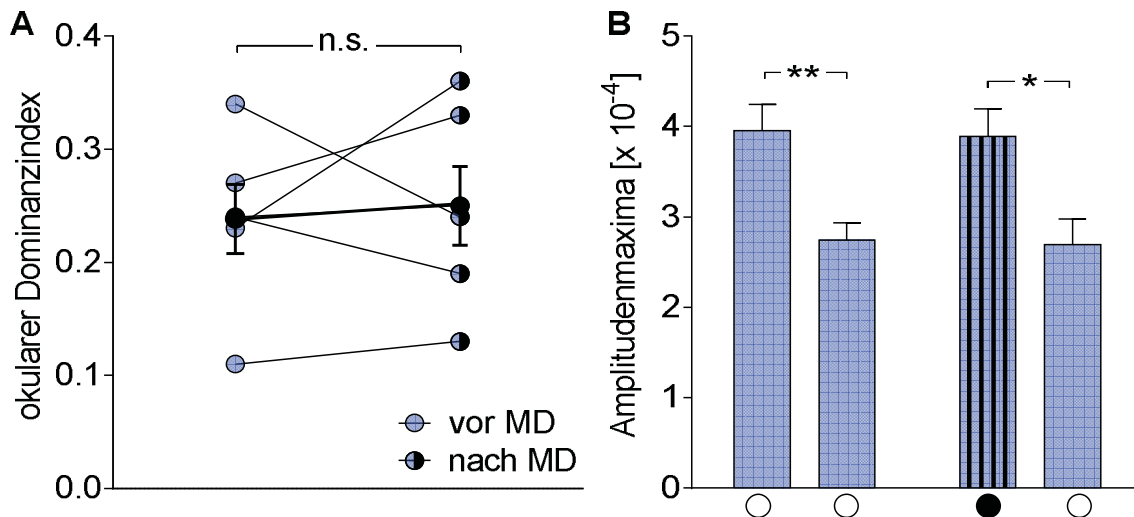 A
okularer Dominanzindex
0.4
0.3
0.2
0.1
0.0
n.s.
vor MD
nach MD
B
Amplitudenmaxima [x 10⁻⁴]
5
4
3
2
1
0
**
*